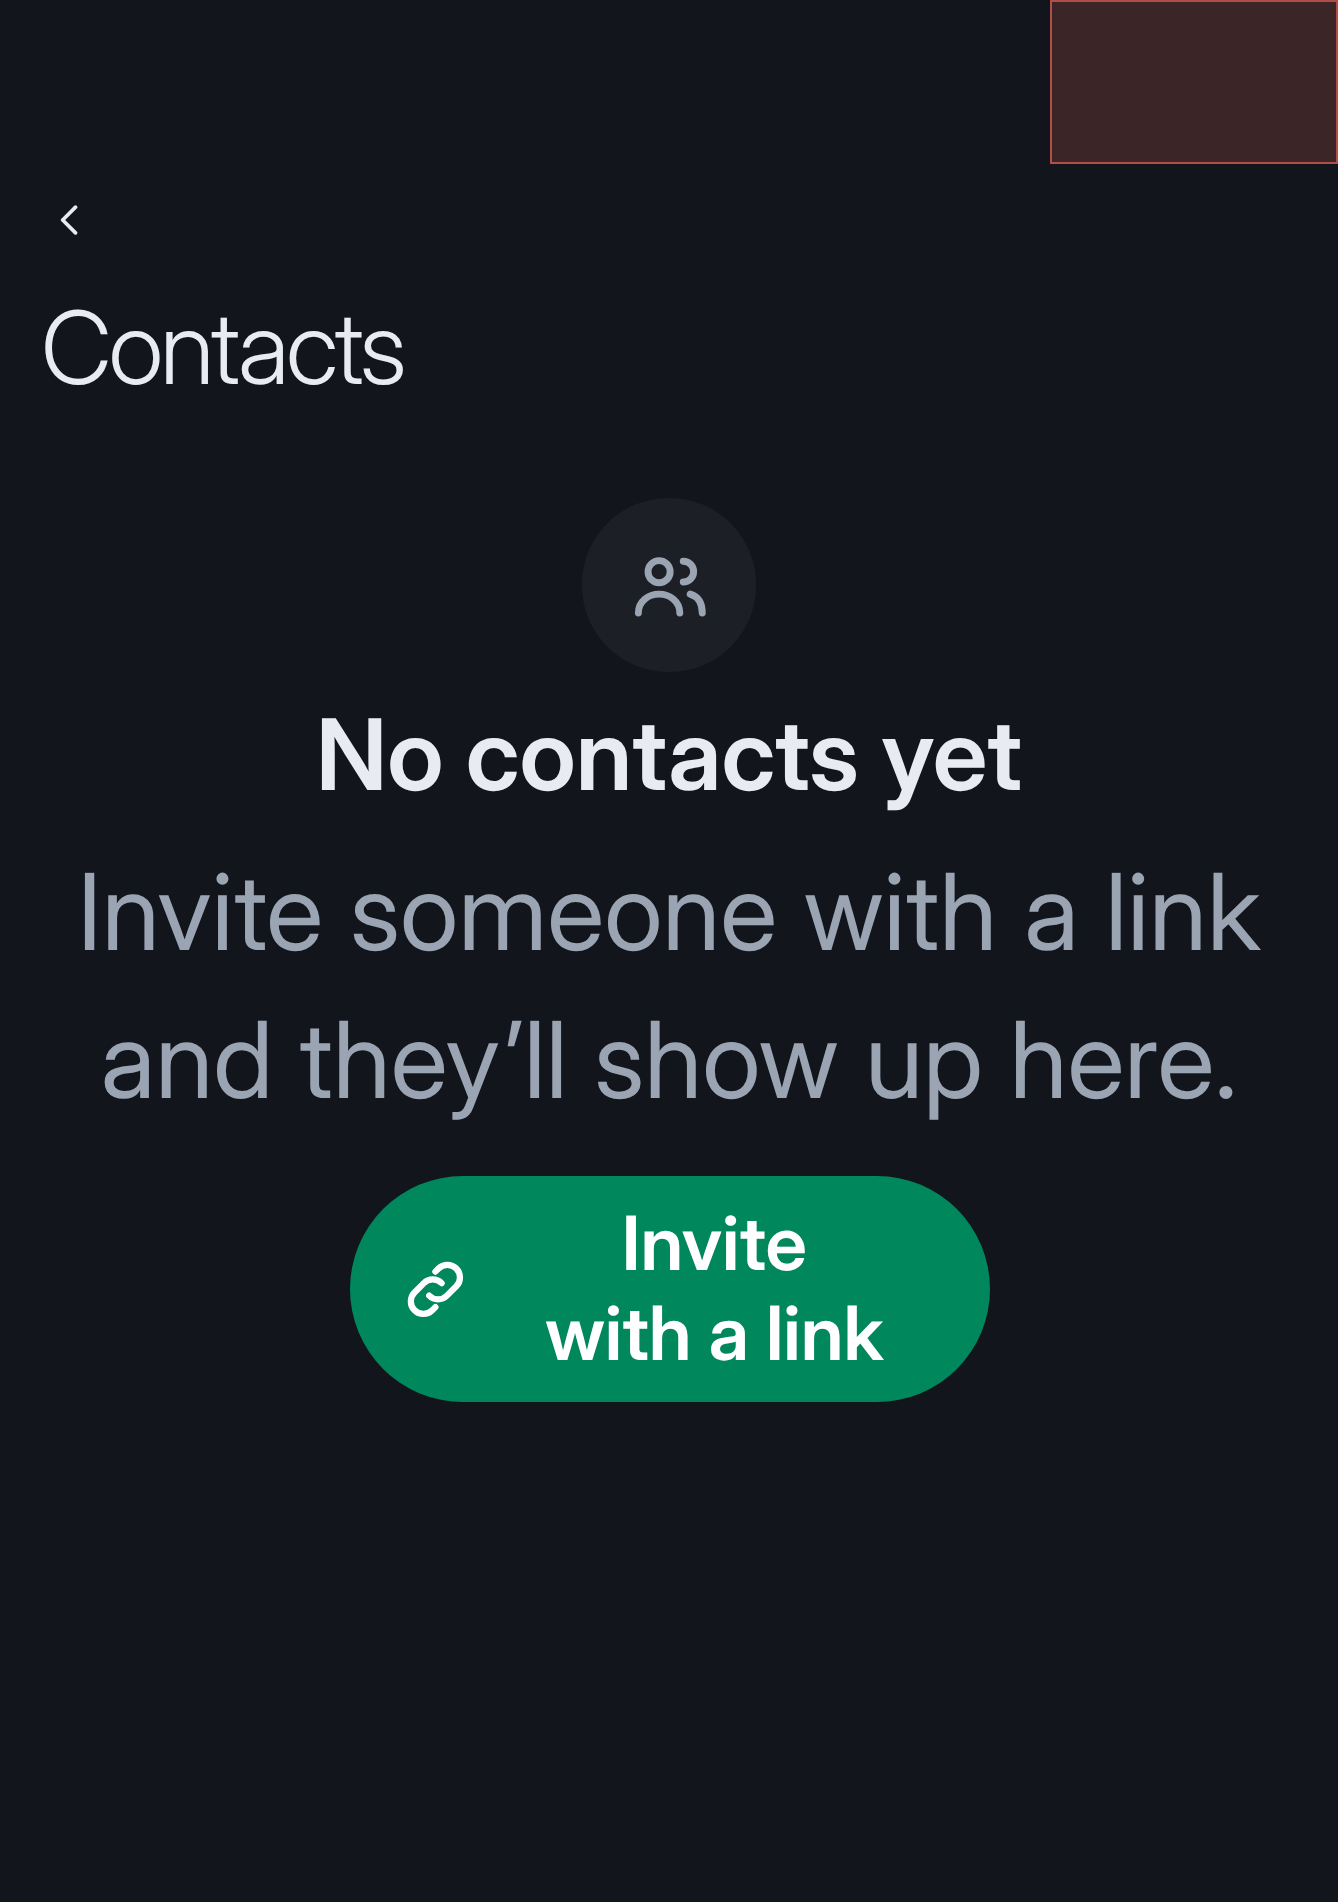 Contacts
No contacts yet
Invite someone with a link
and they’ll show up here.
Invite
with a link